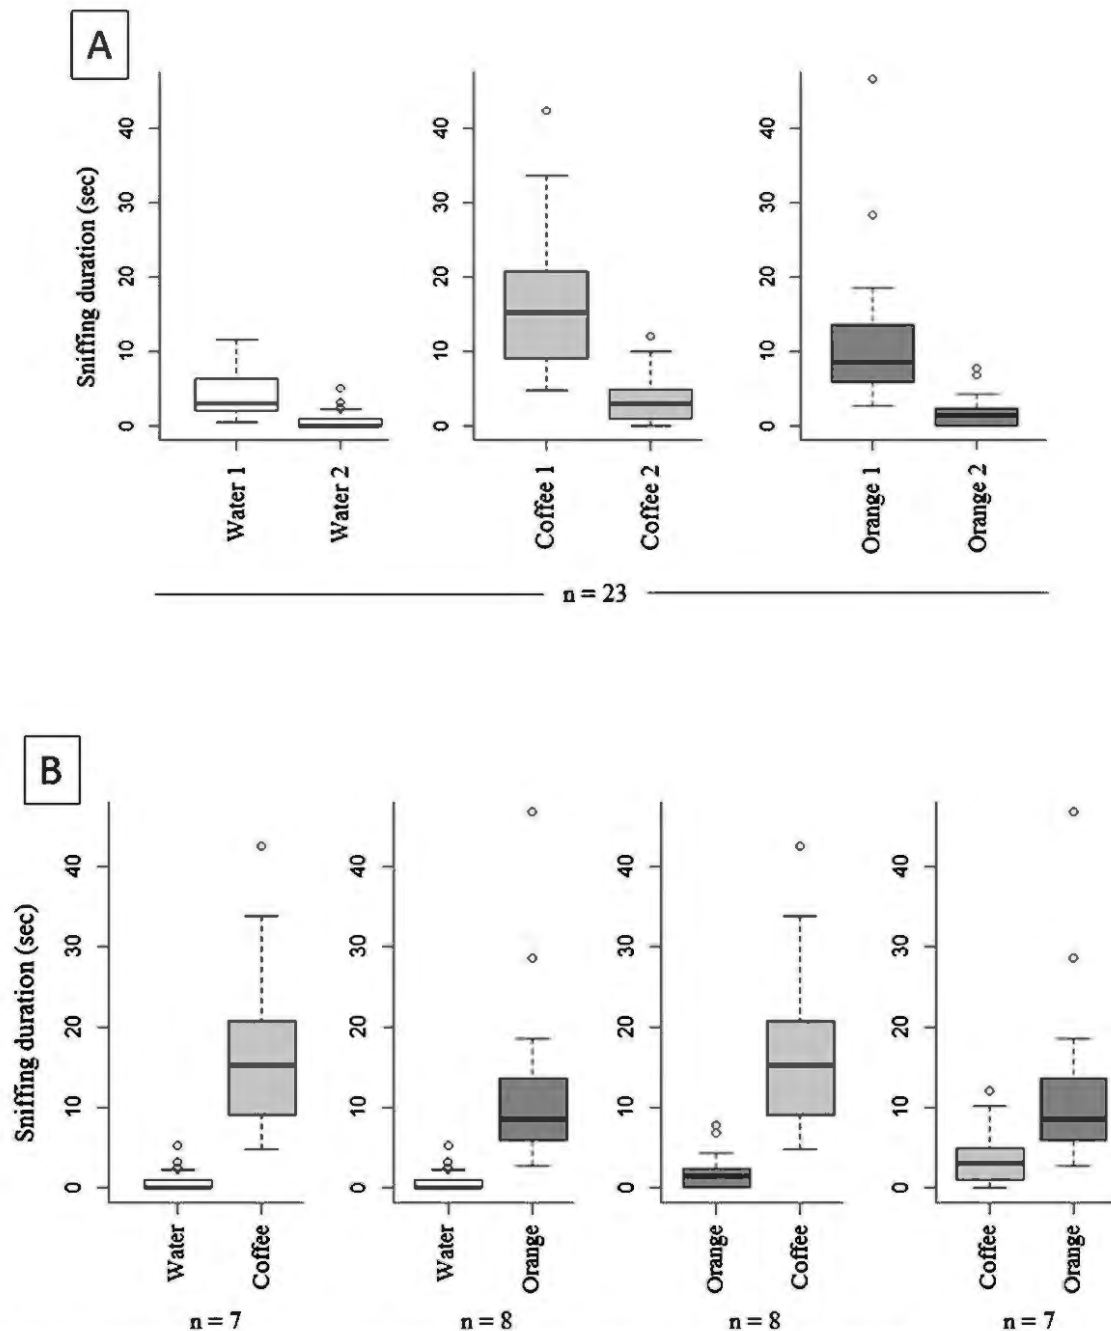 A
Sniffing duration (sec)
0 10 20 30 40
0 10 20 30 40
0 10 20 30 40
Water 1
Water 2
Coffee 1
Coffee 2
Orange 1
Orange 2
n = 23
B
Sniffing duration (sec)
0 10 20 30 40
0 10 20 30 40
0 10 20 30 40
0 10 20 30 40
Water
Coffee
Water
Orange
Orange
Coffee
Coffee
Orange
n = 7
n = 8
n = 8
n = 7